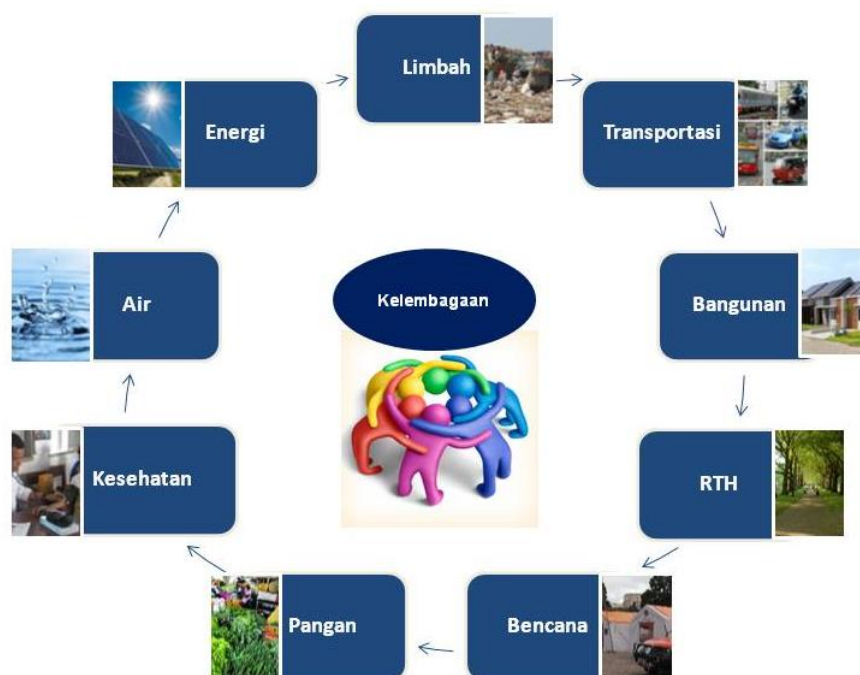 Limbah
Transportasi
Bangunan
RTH
Bencana
Pangan
Kesehatan
Air
Energi
Kelembagaan